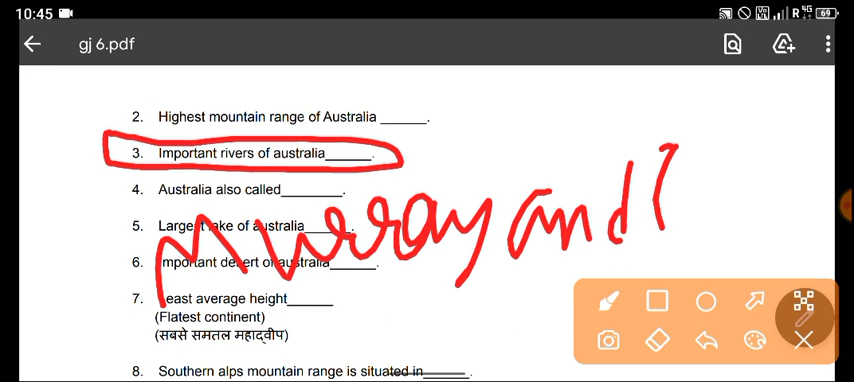 10:45 R 4G 69
gj 6.pdf
2. Highest mountain range of Australia ______.
3. Important rivers of australia______.
4. Australia also called________.
5. Largest lake of australia______.
6. Important desert of australia______.
7. Least average height______
(Flatest continent)
(सबसे समतल महाद्वीप)
8. Southern alps mountain range is situated in______.
Murray and